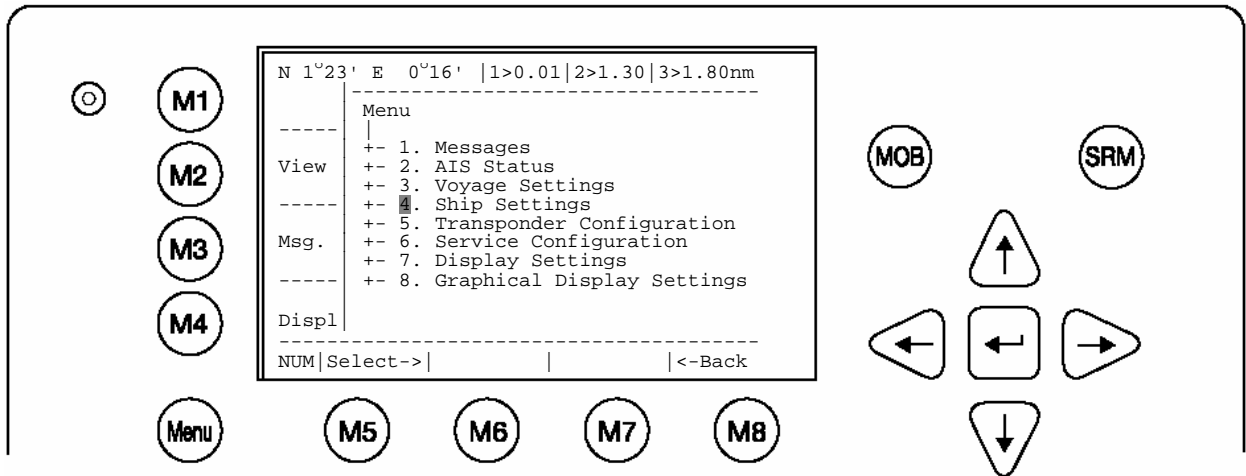 N 1°23' E 0°16' |1>0.01|2>1.30|3>1.80nm
M1
Menu
+- 1. Messages
View
+- 2. AIS Status
M2
+- 3. Voyage Settings
+- 4. Ship Settings
+- 5. Transponder Configuration
Msg.
+- 6. Service Configuration
M3
+- 7. Display Settings
+- 8. Graphical Display Settings
Displ
M4
NUM|Select->| | |<-Back
MOB
SRM
Menu
M5
M6
M7
M8